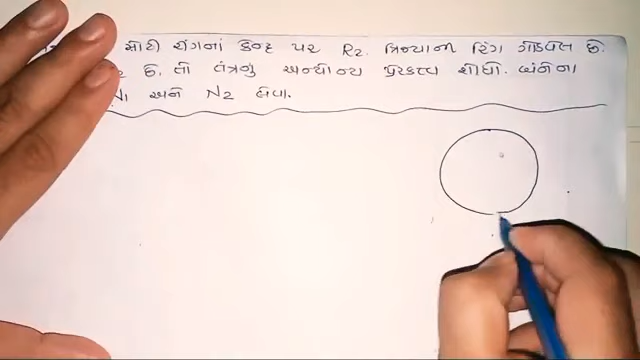 મોટી રીંગનાં કેન્દ્ર પર R2 ત્રિજ્યાની રિંગ ગોઠવેલ છે.
છે. તો તંત્રનું અન્યોન્ય પ્રેરકત્વ શોધો. બંનેના
N1 અને N2 લેવા.